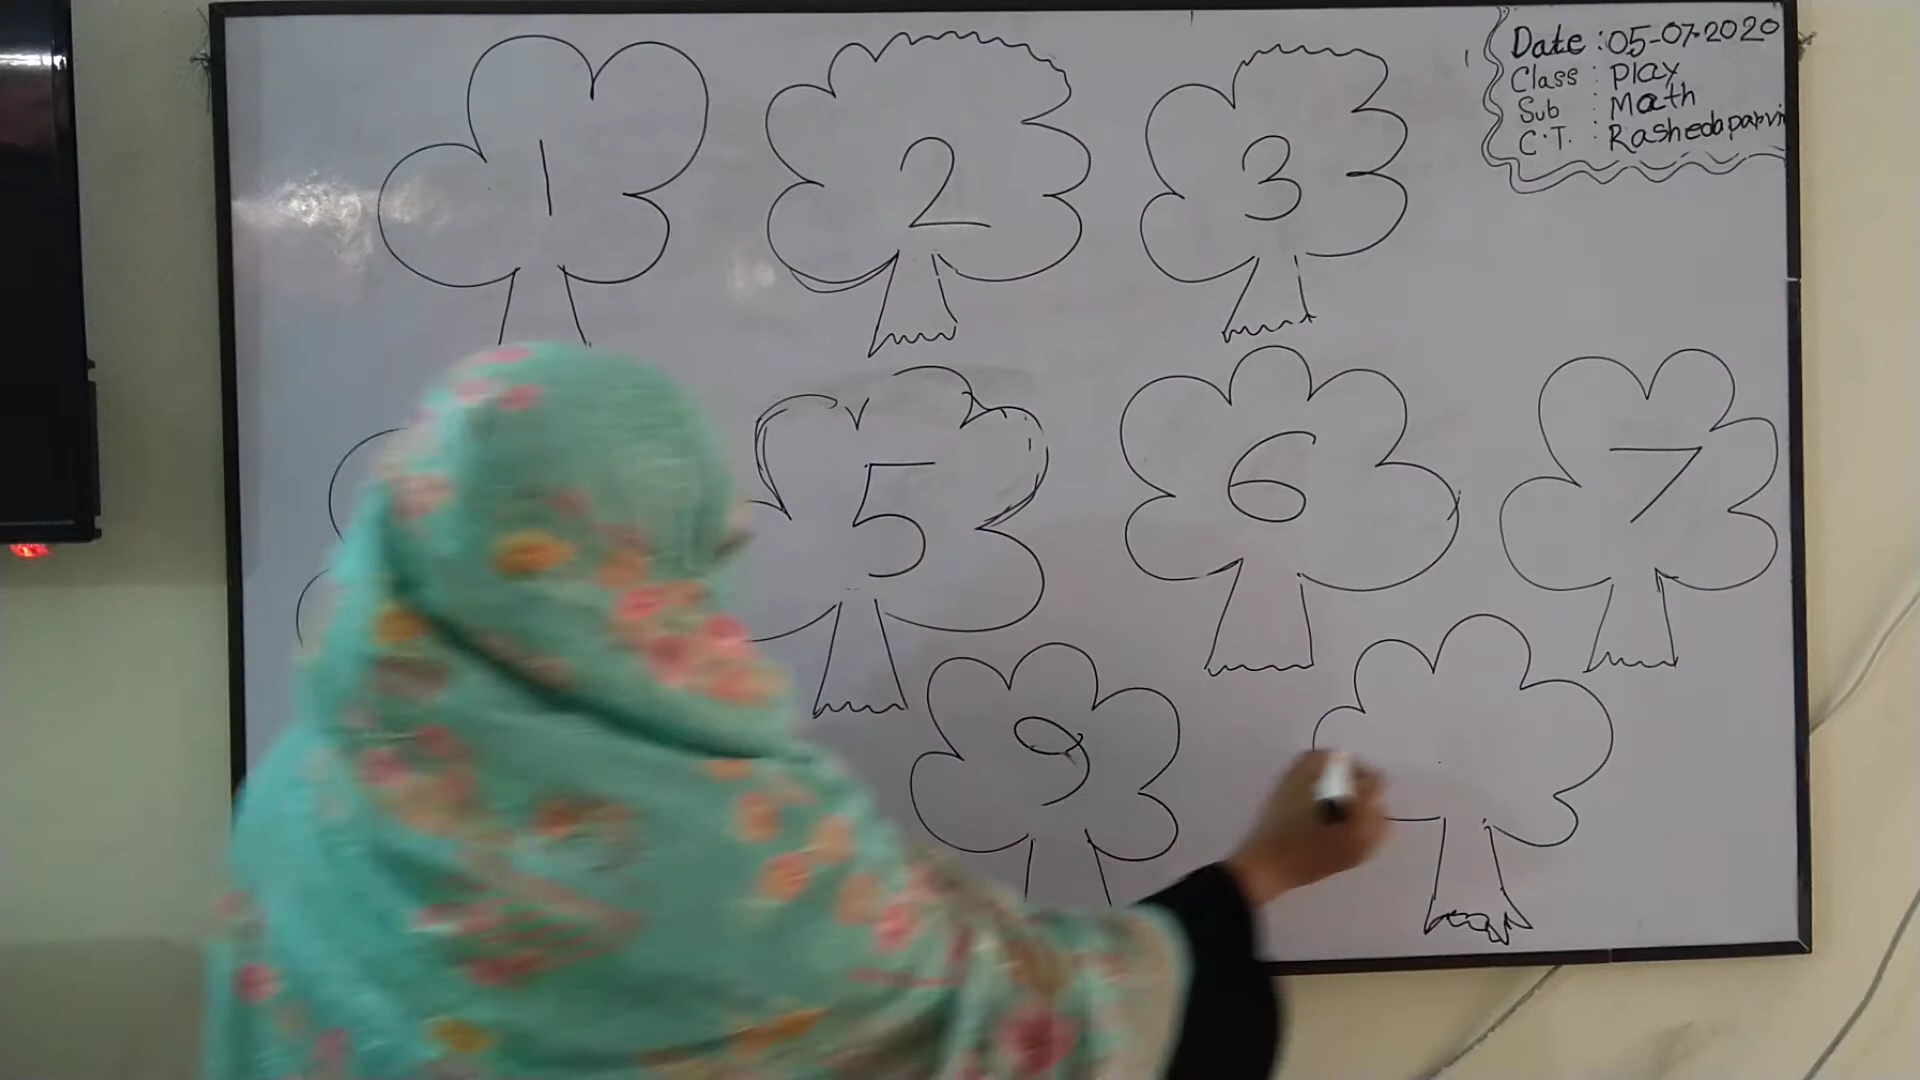 Date : 05-07-2020
Class : Play
Sub : Math
C.T. : Rasheda parvin
1 2 3
5 6 7
9